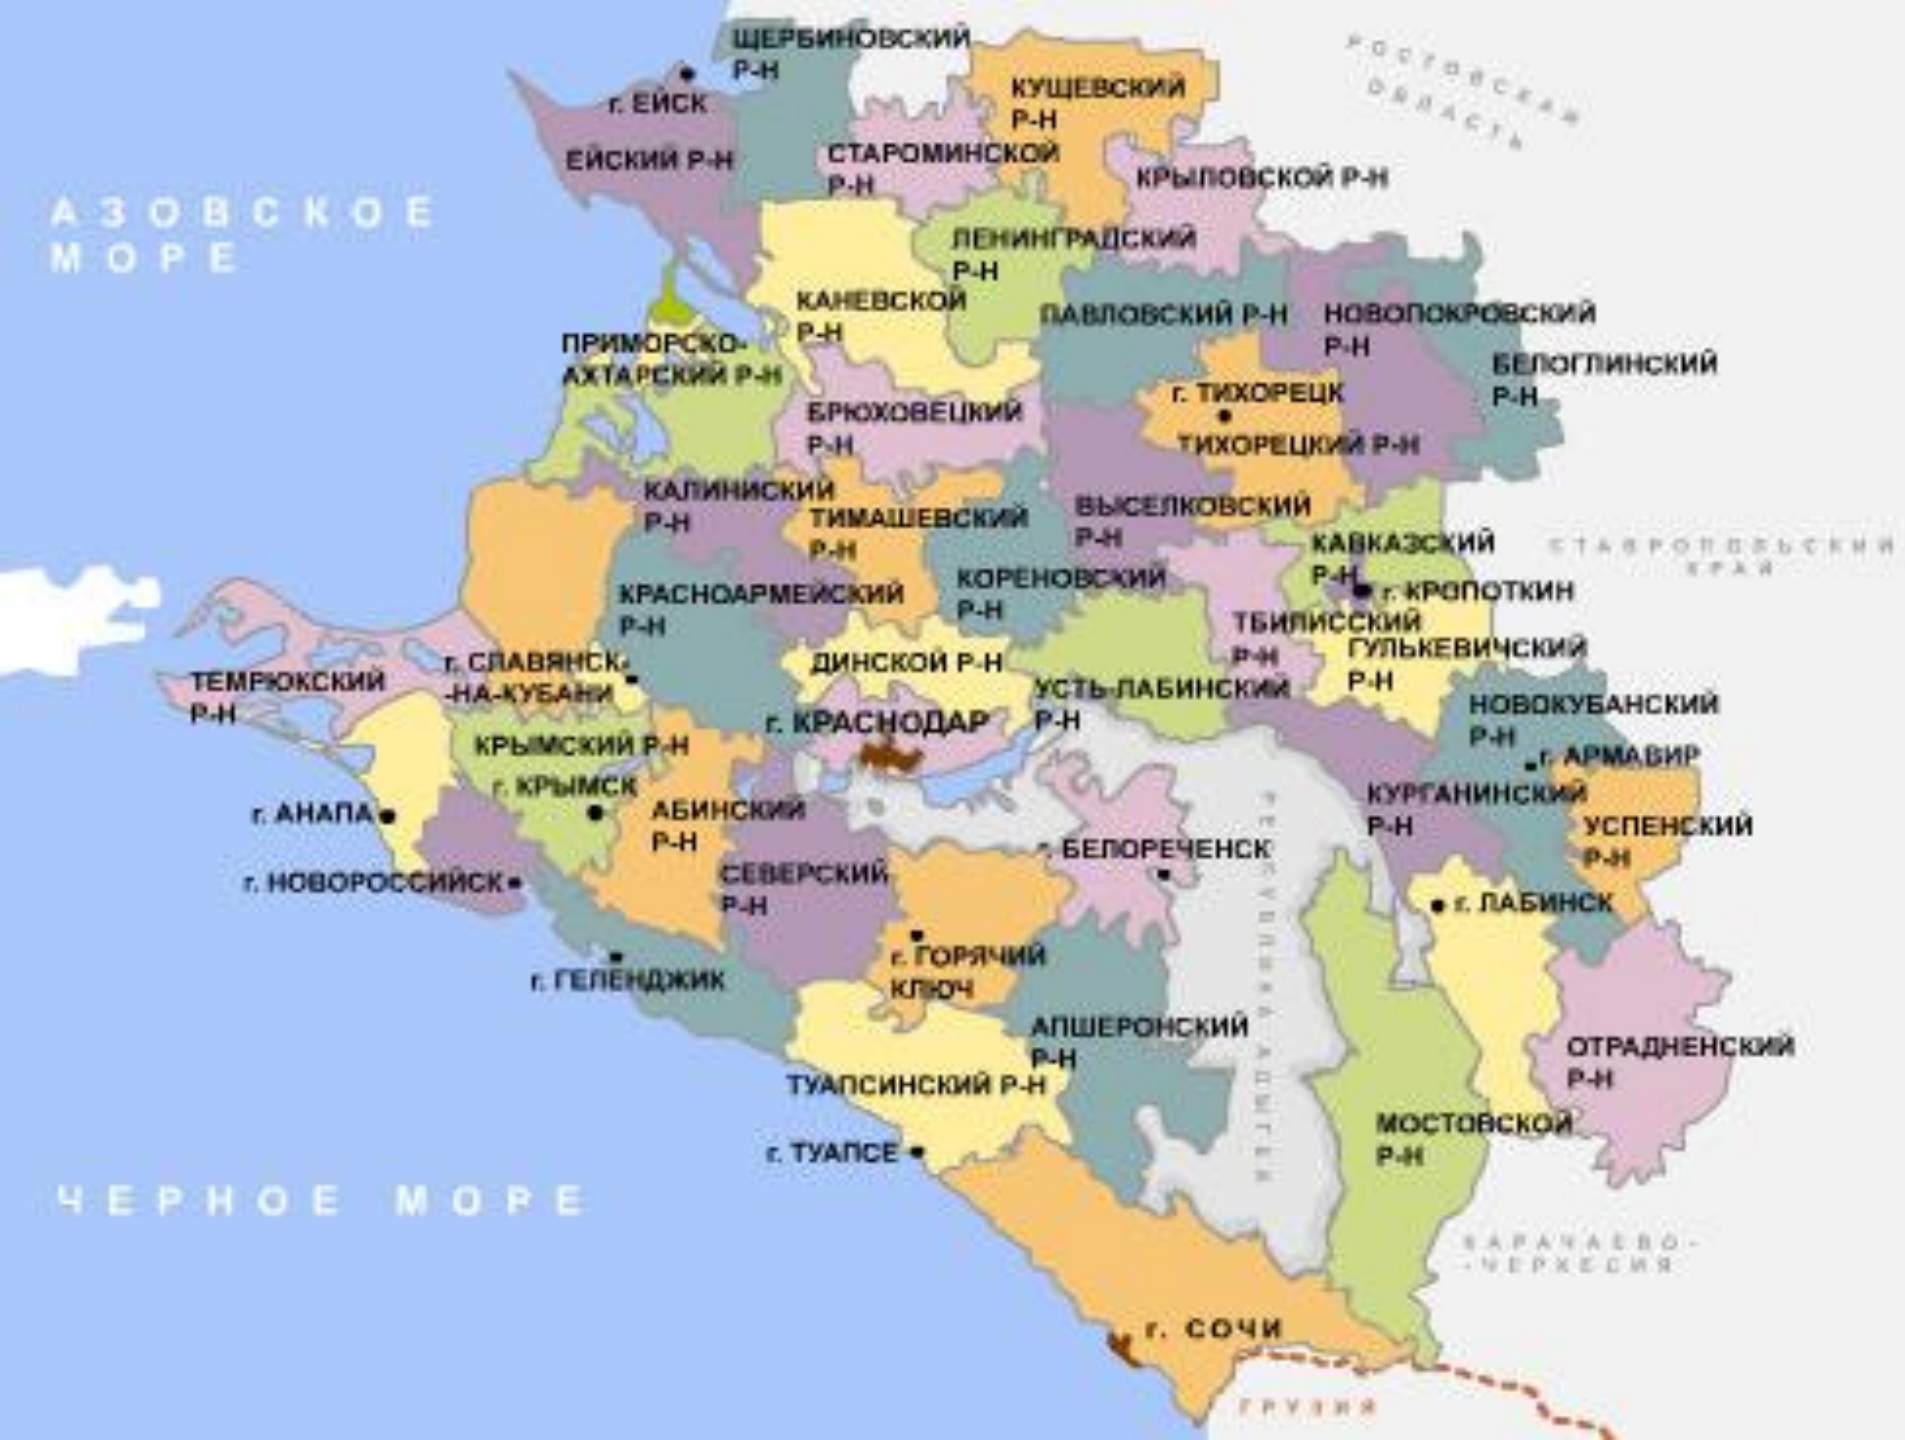 ЩЕРБИНОВСКИЙ
Р-Н
РОСТОВСКАЯ
ОБЛАСТЬ
г. ЕЙСК
КУЩЕВСКИЙ
Р-Н
ЕЙСКИЙ Р-Н
СТАРОМИНСКОЙ
Р-Н
КРЫЛОВСКОЙ Р-Н
АЗОВСКОЕ
МОРЕ
ЛЕНИНГРАДСКИЙ
Р-Н
КАНЕВСКОЙ
Р-Н
ПАВЛОВСКИЙ Р-Н
НОВОПОКРОВСКИЙ
Р-Н
ПРИМОРСКО-
АХТАРСКИЙ Р-Н
БЕЛОГЛИНСКИЙ
Р-Н
г. ТИХОРЕЦК
БРЮХОВЕЦКИЙ
Р-Н
ТИХОРЕЦКИЙ Р-Н
КАЛИНИСКИЙ
Р-Н
ТИМАШЕВСКИЙ
Р-Н
ВЫСЕЛКОВСКИЙ
Р-Н
КАВКАЗСКИЙ
Р-Н
СТАВРОПОЛЬСКИЙ
КРАЙ
КРАСНОАРМЕЙСКИЙ
Р-Н
КОРЕНОВСКИЙ
Р-Н
г. КРОПОТКИН
ТБИЛИССКИЙ
Р-Н
ГУЛЬКЕВИЧСКИЙ
Р-Н
ТЕМРЮКСКИЙ
Р-Н
г. СЛАВЯНСК-
-НА-КУБАНИ
ДИНСКОЙ Р-Н
УСТЬ-ЛАБИНСКИЙ
Р-Н
НОВОКУБАНСКИЙ
Р-Н
г. КРАСНОДАР
КРЫМСКИЙ Р-Н
г. АРМАВИР
г. КРЫМСК
КУРГАНИНСКИЙ
Р-Н
г. АНАПА
АБИНСКИЙ
Р-Н
УСПЕНСКИЙ
Р-Н
г. БЕЛОРЕЧЕНСК
РЕСПУБЛИКА АДЫГЕЯ
г. НОВОРОССИЙСК
СЕВЕРСКИЙ
Р-Н
г. ЛАБИНСК
г. ГОРЯЧИЙ
КЛЮЧ
г. ГЕЛЕНДЖИК
АПШЕРОНСКИЙ
Р-Н
ОТРАДНЕНСКИЙ
Р-Н
ТУАПСИНСКИЙ Р-Н
МОСТОВСКОЙ
Р-Н
г. ТУАПСЕ
ЧЕРНОЕ МОРЕ
КАРАЧАЕВО-
-ЧЕРКЕСИЯ
г. СОЧИ
ГРУЗИЯ